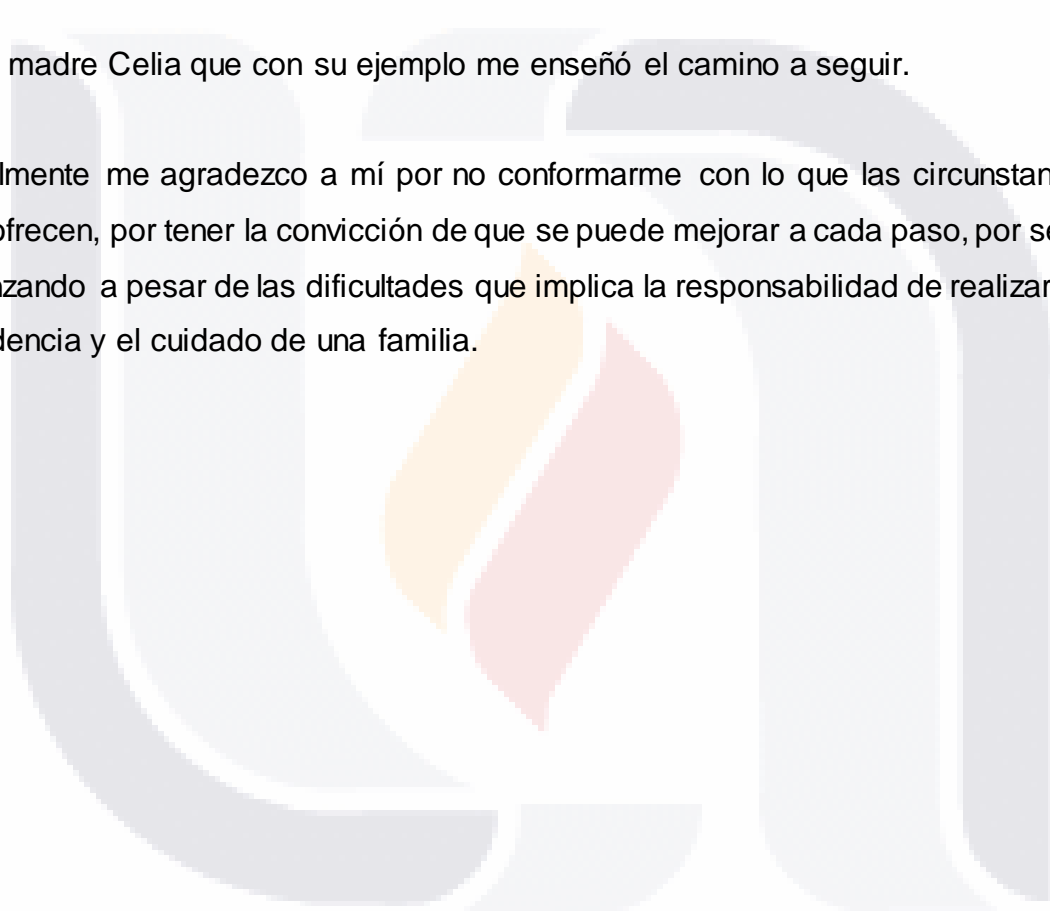 madre Celia que con su ejemplo me enseñó el camino a seguir.
lmente me agradezco a mí por no conformarme con lo que las circunstan
ofrecen, por tener la convicción de que se puede mejorar a cada paso, por se
nzando a pesar de las dificultades que implica la responsabilidad de realizar
dencia y el cuidado de una familia.